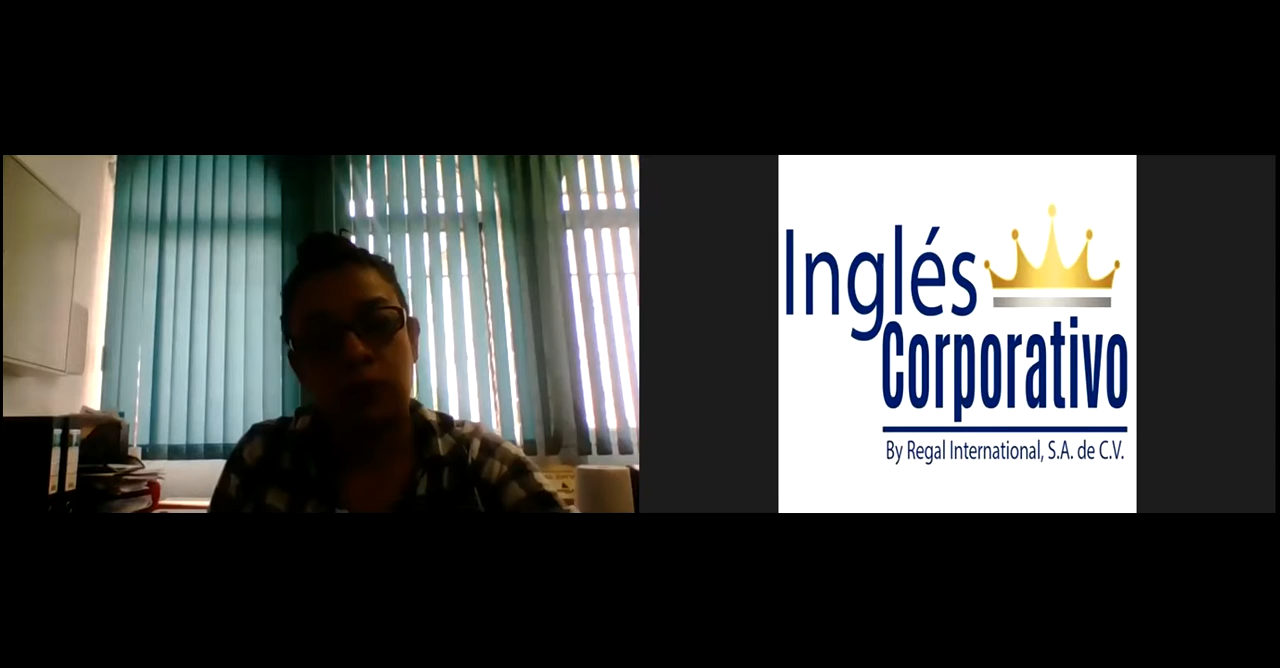 Inglés
Corporativo
By Regal International, S.A. de C.V.